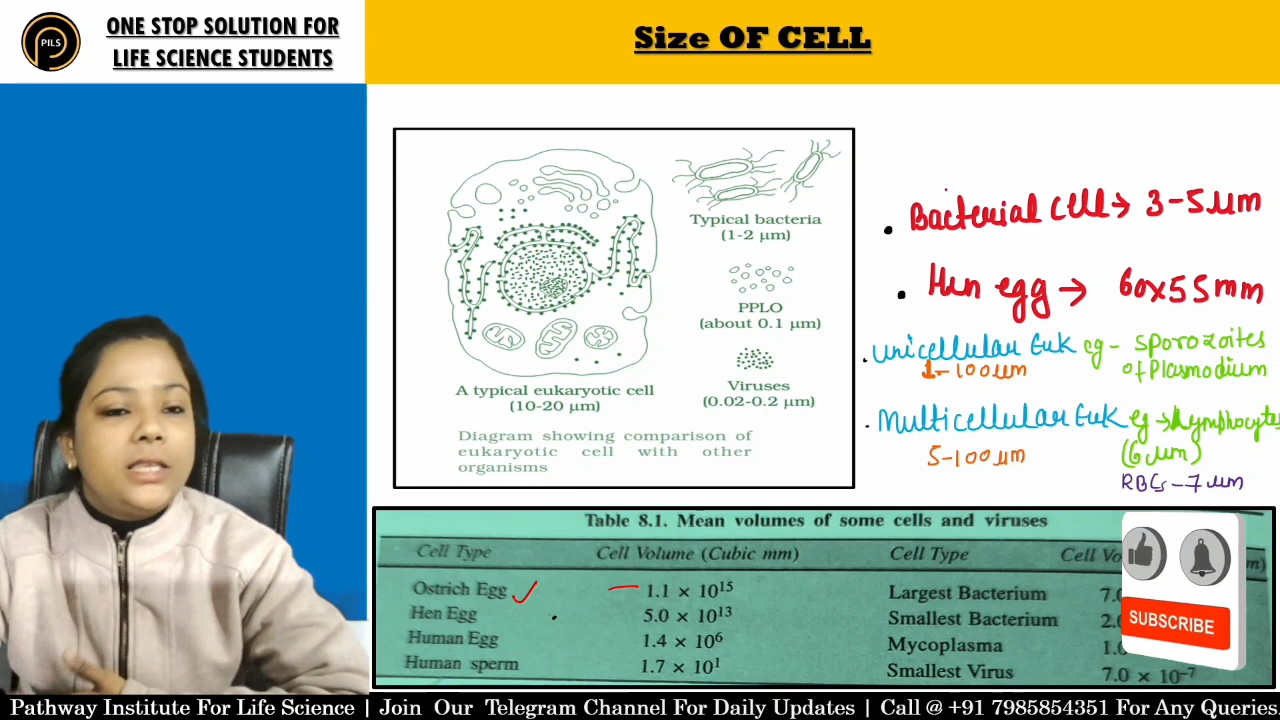 PILS
ONE STOP SOLUTION FOR
LIFE SCIENCE STUDENTS
Size OF CELL
Typical bacteria
(1-2 µm)
PPLO
(about 0.1 µm)
Viruses
(0.02-0.2 µm)
A typical eukaryotic cell
(10-20 µm)
Diagram showing comparison of
eukaryotic cell with other
organisms
Bacterial cell → 3-5 µm
Hen egg → 60x55mm
Unicellular Euk eg - Sporozoites
1-100 µm of Plasmodium
Multicellular Euk eg → Lymphocytes
5-100 µm (6 µm)
RBCs - 7 µm
Table 8.1. Mean volumes of some cells and viruses
Cell Type Cell Volume (Cubic mm) Cell Type Cell
Ostrich Egg 1.1 × 10¹⁵ Largest Bacterium
Hen Egg 5.0 × 10¹³ Smallest Bacterium
Human Egg 1.4 × 10⁶ Mycoplasma
Human sperm 1.7 × 10¹ Smallest Virus 7.0 × 10⁻⁷
SUBSCRIBE
Pathway Institute For Life Science | Join Our Telegram Channel For Daily Updates | Call @ +91 7985854351 For Any Queries